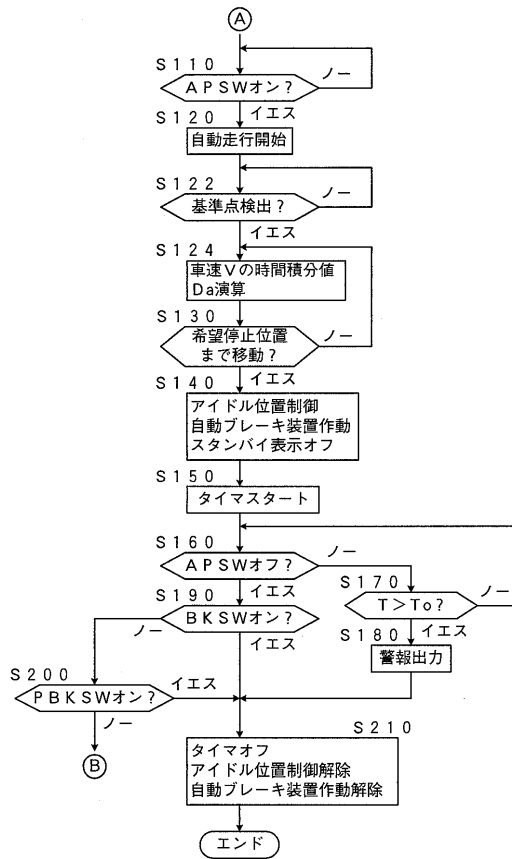 A
S110
APSWオン?
ノー
イエス
S120
自動走行開始
S122
基準点検出?
ノー
イエス
S124
車速Vの時間積分値
Da演算
S130
希望停止位置
まで移動?
ノー
イエス
S140
アイドル位置制御
自動ブレーキ装置作動
スタンバイ表示オフ
S150
タイマスタート
S160
APSWオフ?
ノー
イエス
S170
T>To?
ノー
イエス
S180
警報出力
S190
BKSWオン?
ノー
イエス
S200
PBKSWオン?
イエス
ノー
B
S210
タイマオフ
アイドル位置制御解除
自動ブレーキ装置作動解除
エンド